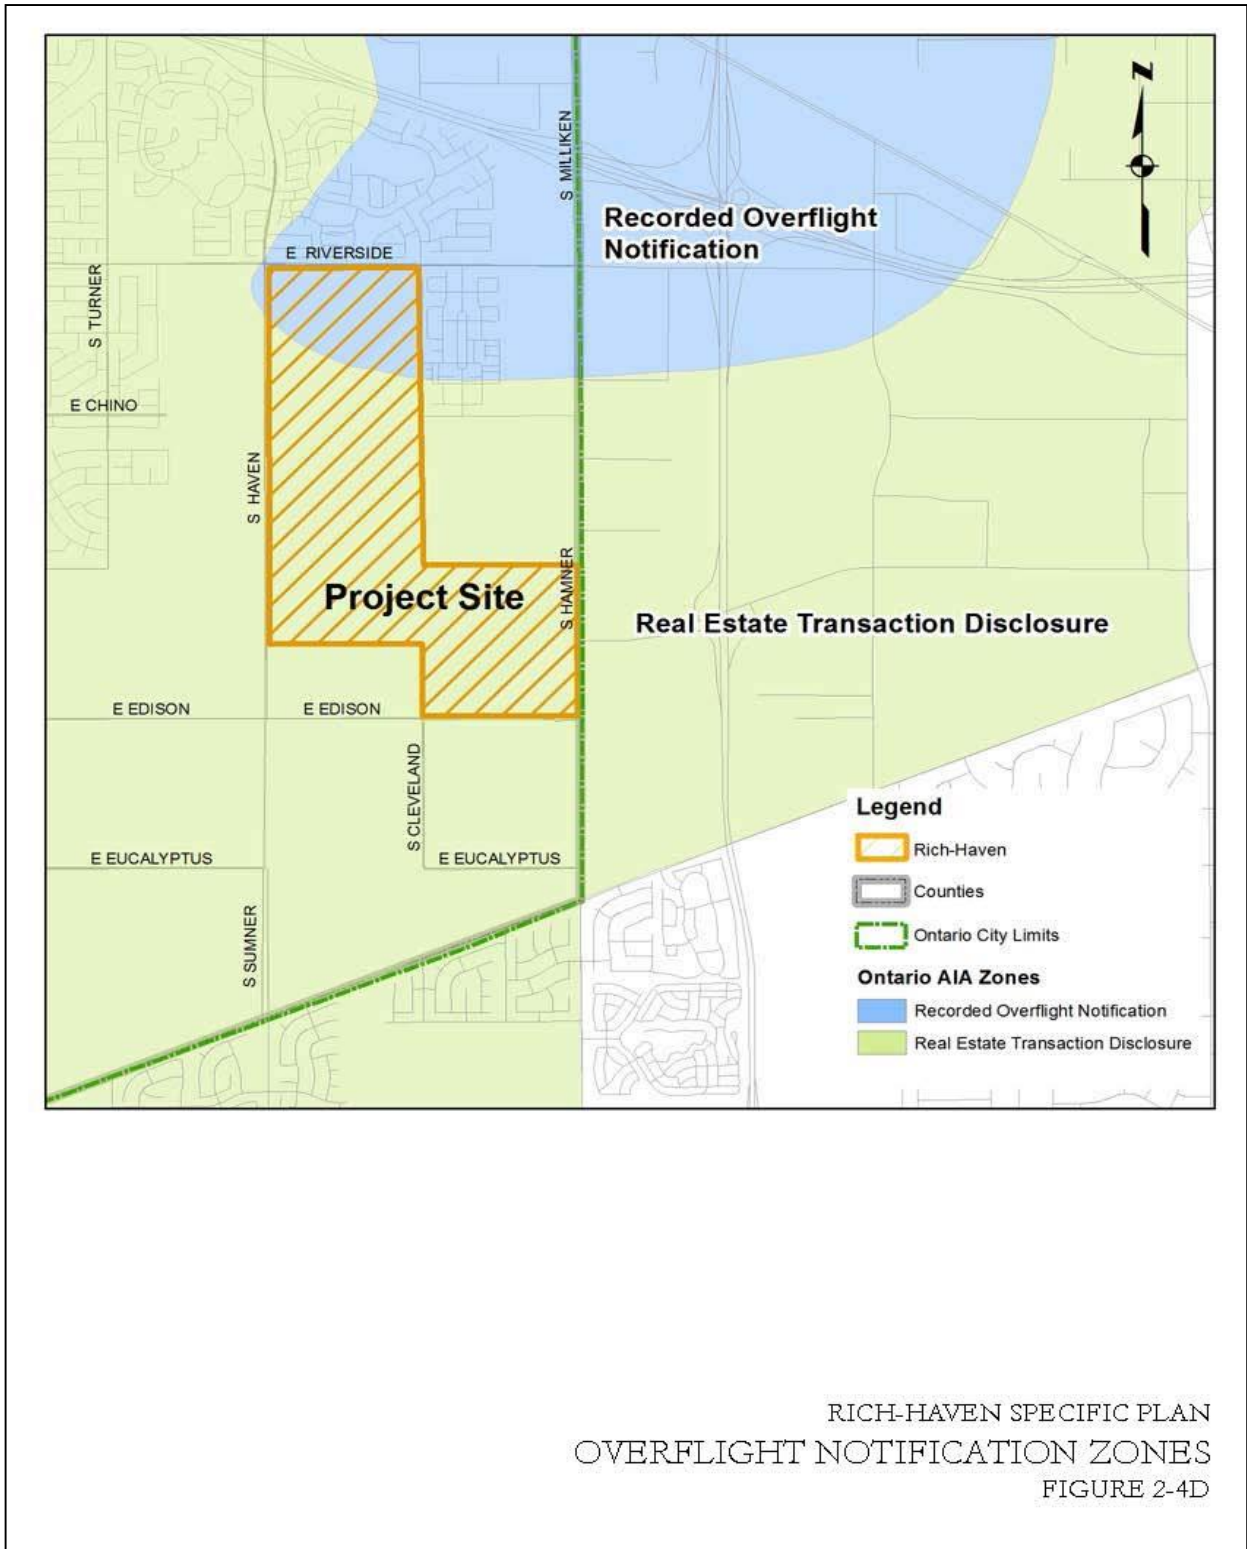 N
S MILLIKEN
Recorded Overflight
Notification
E RIVERSIDE
S TURNER
E CHINO
S HAVEN
Project Site
S HAMNER
Real Estate Transaction Disclosure
E EDISON
E EDISON
S CLEVELAND
E EUCALYPTUS
E EUCALYPTUS
S SUMNER
Legend
Rich-Haven
Counties
Ontario City Limits
Ontario AIA Zones
Recorded Overflight Notification
Real Estate Transaction Disclosure
RICH-HAVEN SPECIFIC PLAN
OVERFLIGHT NOTIFICATION ZONES
FIGURE 2-4D